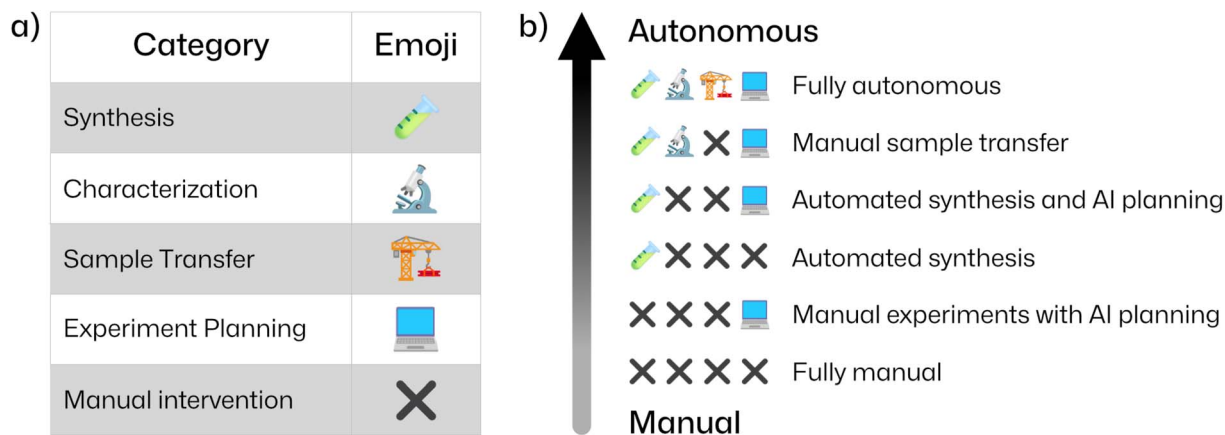 a)
Category Emoji
Synthesis
Characterization
Sample Transfer
Experiment Planning
Manual intervention
b)
Autonomous
Fully autonomous
Manual sample transfer
Automated synthesis and AI planning
Automated synthesis
Manual experiments with AI planning
Fully manual
Manual